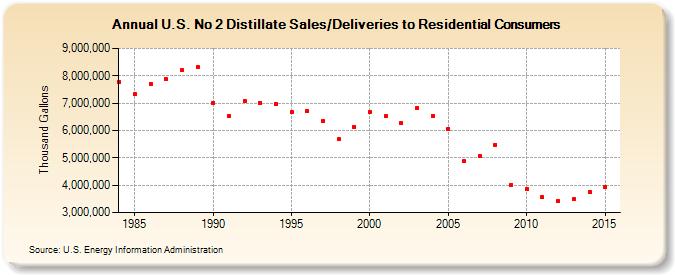 Annual U.S. No 2 Distillate Sales/Deliveries to Residential Consumers
Thousand Gallons
9,000,000
8,000,000
7,000,000
6,000,000
5,000,000
4,000,000
3,000,000
1985 1990 1995 2000 2005 2010 2015
Source: U.S. Energy Information Administration